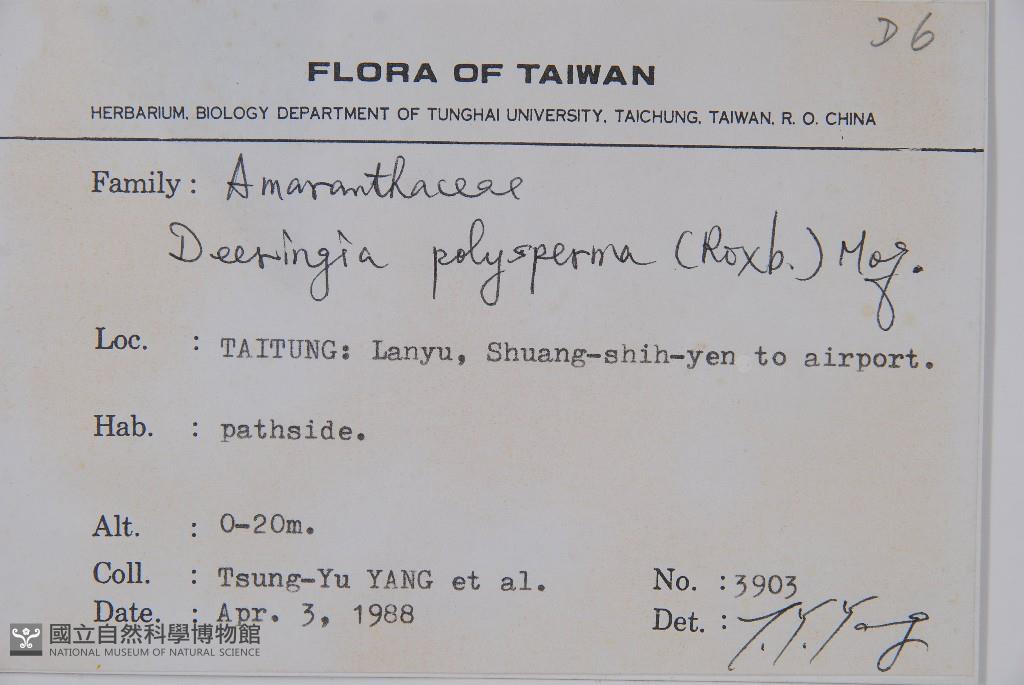 D6
FLORA OF TAIWAN
HERBARIUM, BIOLOGY DEPARTMENT OF TUNGHAI UNIVERSITY, TAICHUNG, TAIWAN, R. O. CHINA
Family : Amaranthaceae
Deeringia polysperma (Roxb.) Moq.
Loc. : TAITUNG: Lanyu, Shuang-shih-yen to airport.
Hab. : pathside.
Alt. : 0-20m.
Coll. : Tsung-Yu YANG et al. No. : 3903
Date. : Apr. 3, 1988 Det. : T. Y. Yang
國立自然科學博物館
NATIONAL MUSEUM OF NATURAL SCIENCE